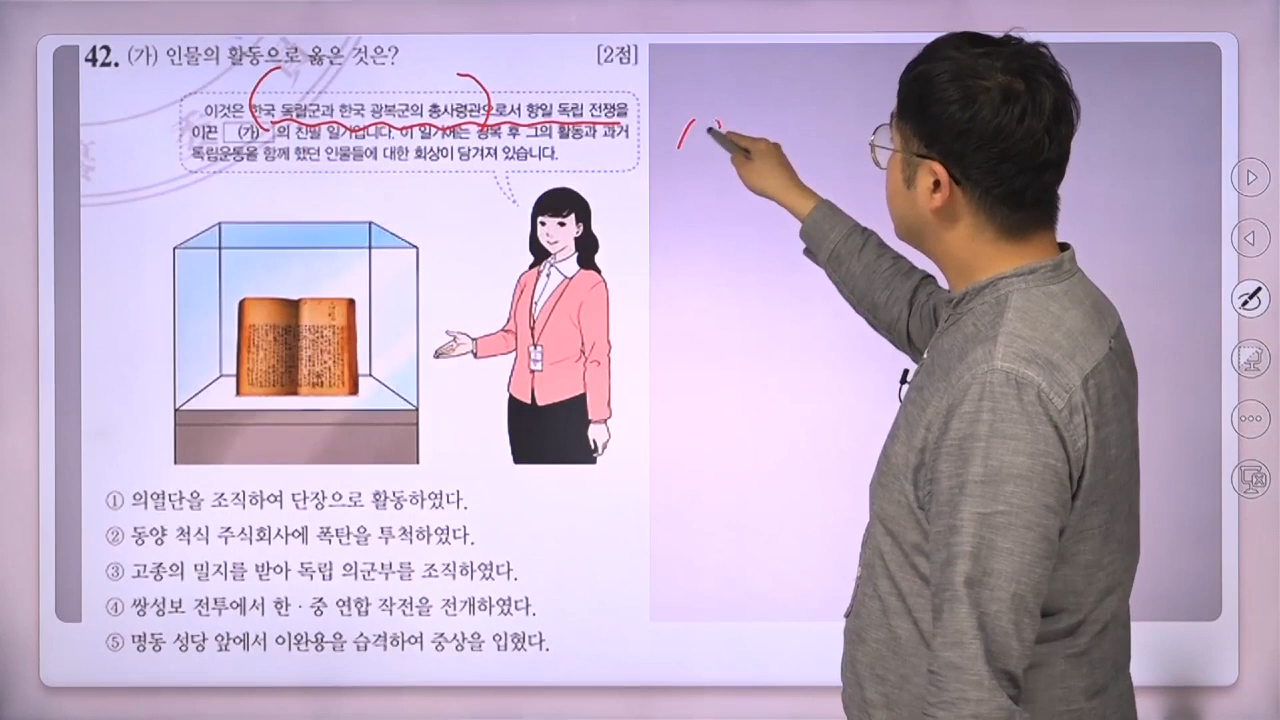 42. (가) 인물의 활동으로 옳은 것은? [2점]
이것은 한국 독립군과 한국 광복군의 총사령관으로서 항일 독립 전쟁을
이끈 (가) 의 친필 일기입니다. 이 일기에는 광복 후 그의 활동과 과거
독립운동을 함께 했던 인물들에 대한 회상이 담겨져 있습니다.
① 의열단을 조직하여 단장으로 활동하였다.
② 동양 척식 주식회사에 폭탄을 투척하였다.
③ 고종의 밀지를 받아 독립 의군부를 조직하였다.
④ 쌍성보 전투에서 한·중 연합 작전을 전개하였다.
⑤ 명동 성당 앞에서 이완용을 습격하여 중상을 입혔다.